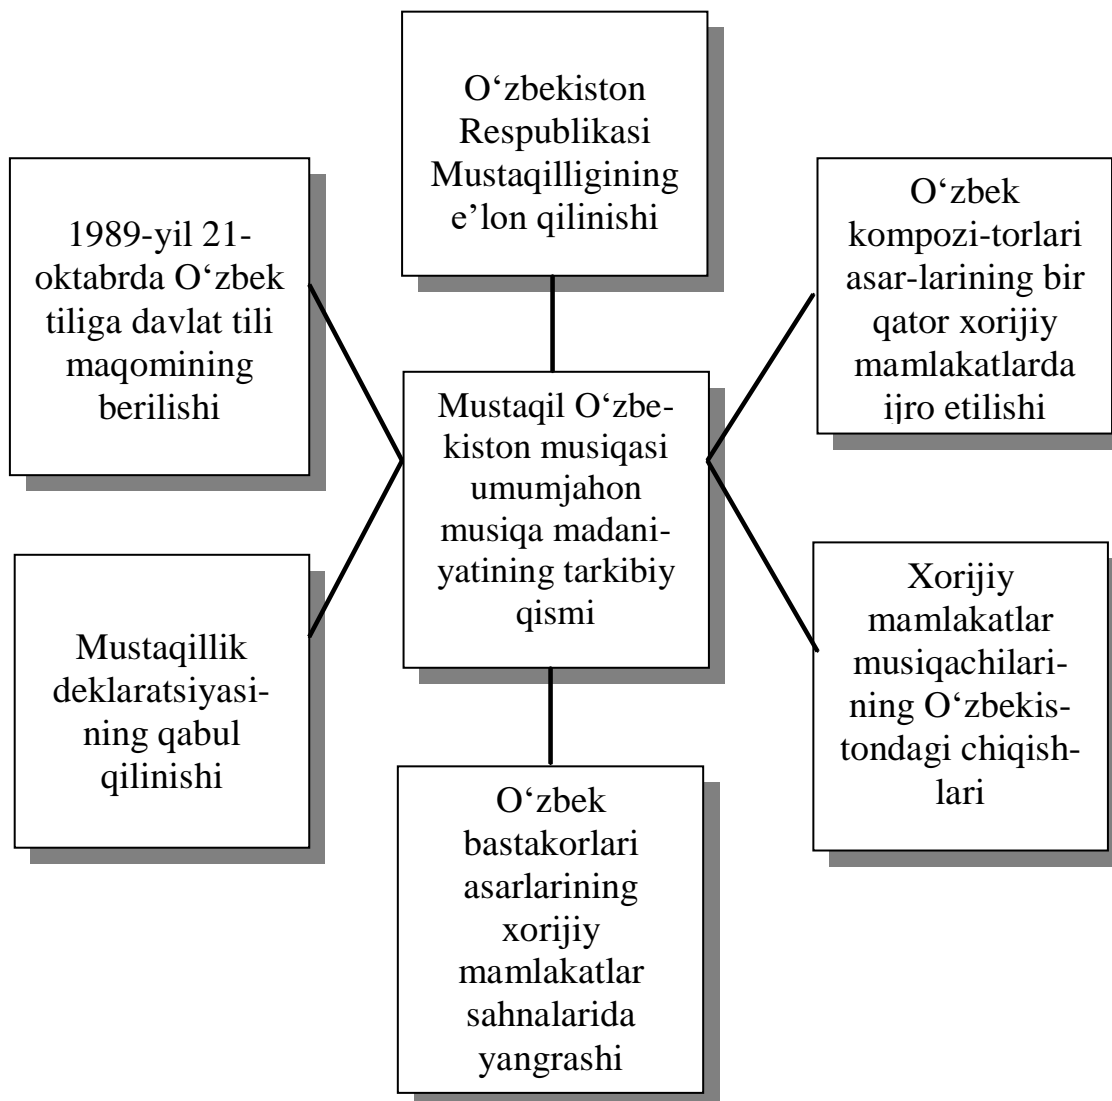 O‘zbekiston
Respublikasi
Mustaqilligining
e’lon qilinishi
1989-yil 21-
oktabrda O‘zbek
tiliga davlat tili
maqomining
berilishi
O‘zbek
kompozi-torlari
asar-larining bir
qator xorijiy
mamlakatlarda
ijro etilishi
Mustaqil O‘zbe-
kiston musiqasi
umumjahon
musiqa madani-
yatining tarkibiy
qismi
Mustaqillik
deklaratsiyasi-
ning qabul
qilinishi
Xorijiy
mamlakatlar
musiqachilari-
ning O‘zbekis-
tondagi chiqish-
lari
O‘zbek
bastakorlari
asarlarining
xorijiy
mamlakatlar
sahnalarida
yangrashi